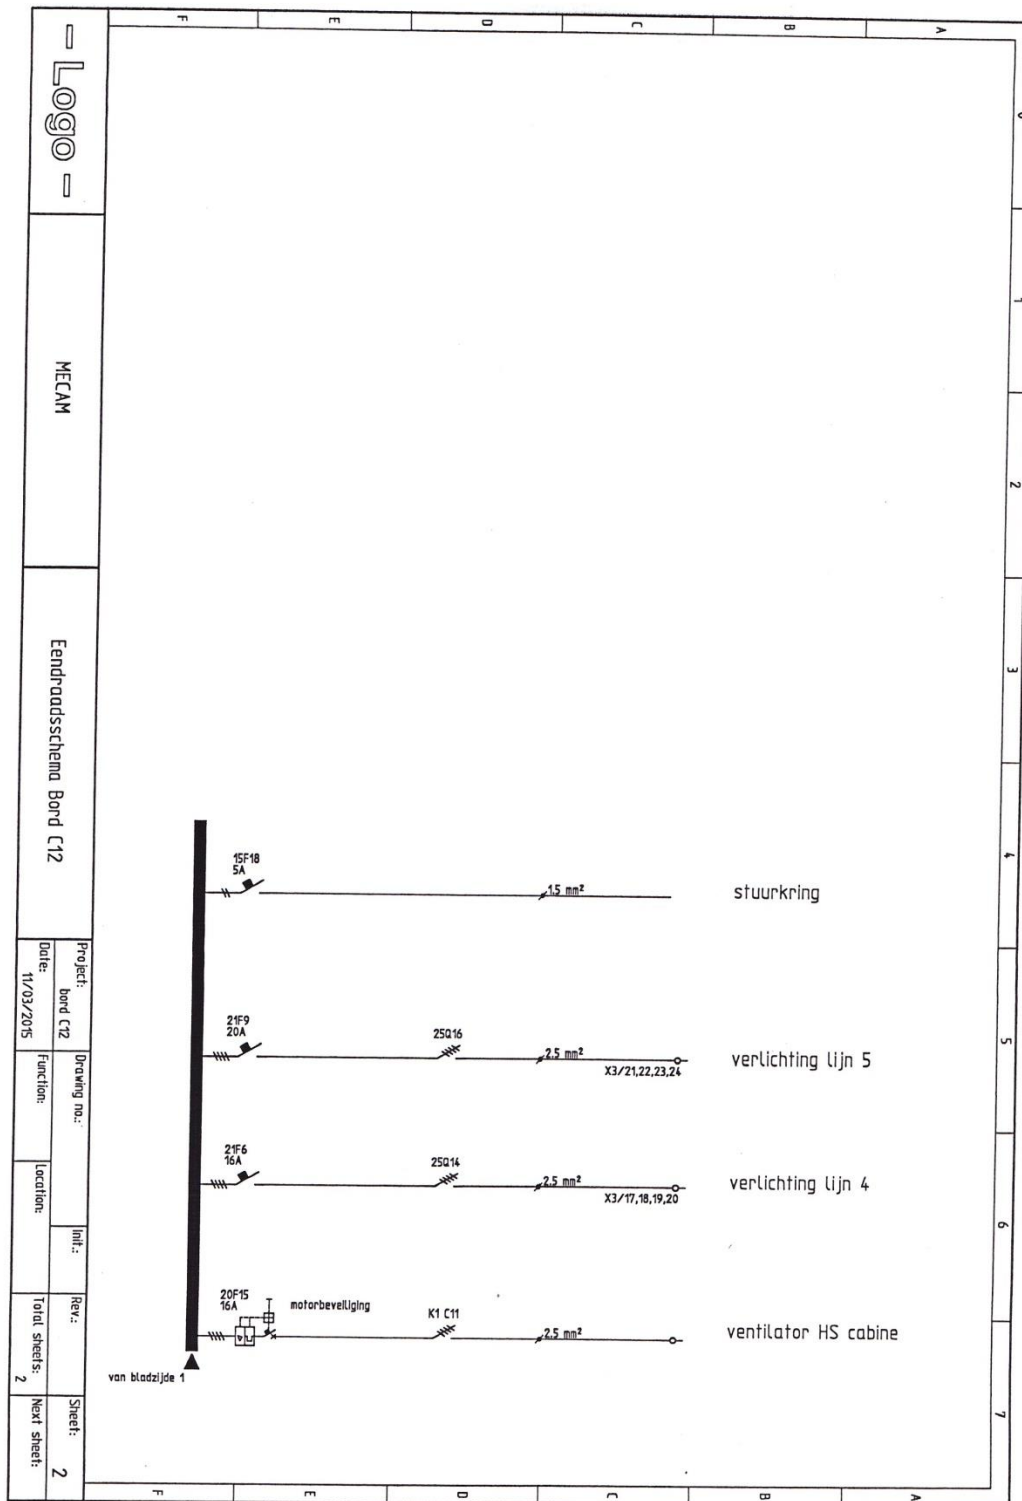 F E D C B A
1
2
3
4
5
6
7
15F18
5A
1.5 mm²
stuurkring
21F9
20A
25Q16
2.5 mm²
X3/21,22,23,24
verlichting lijn 5
21F6
16A
25Q14
2.5 mm²
X3/17,18,19,20
verlichting lijn 4
20F15
16A
motorbeveiliging
K1 C11
2.5 mm²
ventilator HS cabine
van bladzijde 1
F E D C B A
- Logo -
MECAM
Eendraadsschema Bord C12
Project:
bord C12
Drawing no.:
Init.:
Rev.:
Sheet:
2
Date:
11/03/2015
Function:
Location:
Total sheets:
2
Next sheet: